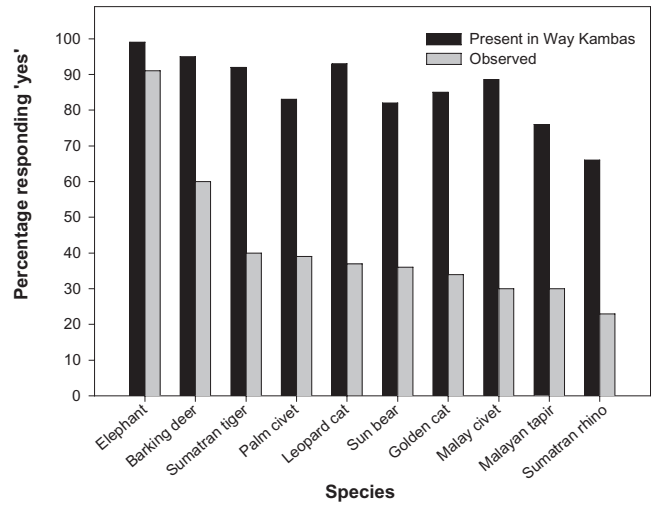 Percentage responding 'yes'
100
90
80
70
60
50
40
30
20
10
0
Present in Way Kambas
Observed
Elephant
Barking deer
Sumatran tiger
Palm civet
Leopard cat
Sun bear
Golden cat
Malay civet
Malayan tapir
Sumatran rhino
Species